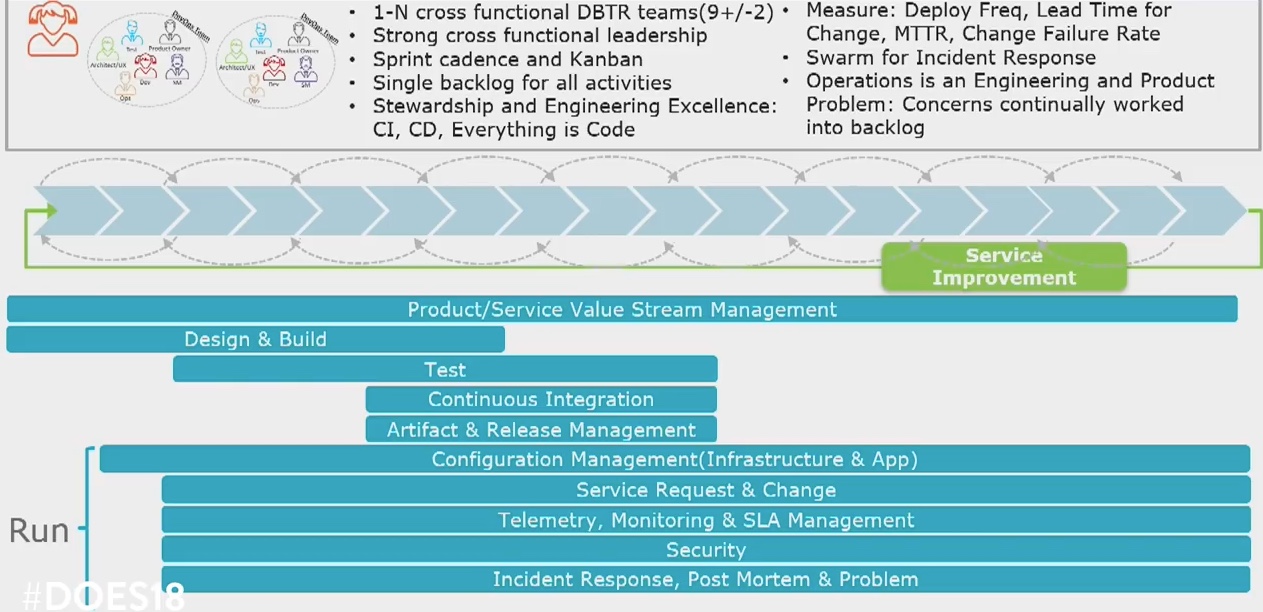 DevOps Team
Test
Product Owner
Architect/UX
Dev
SM
Ops
DevOps Team
Test
Product Owner
Architect/UX
Dev
SM
Ops
• 1-N cross functional DBTR teams(9+/-2)
• Strong cross functional leadership
• Sprint cadence and Kanban
• Single backlog for all activities
• Stewardship and Engineering Excellence:
CI, CD, Everything is Code
• Measure: Deploy Freq, Lead Time for
Change, MTTR, Change Failure Rate
• Swarm for Incident Response
• Operations is an Engineering and Product
Problem: Concerns continually worked
into backlog
Service
Improvement
Product/Service Value Stream Management
Design & Build
Test
Continuous Integration
Artifact & Release Management
Configuration Management(Infrastructure & App)
Service Request & Change
Telemetry, Monitoring & SLA Management
Security
Incident Response, Post Mortem & Problem
Run
#DOES18